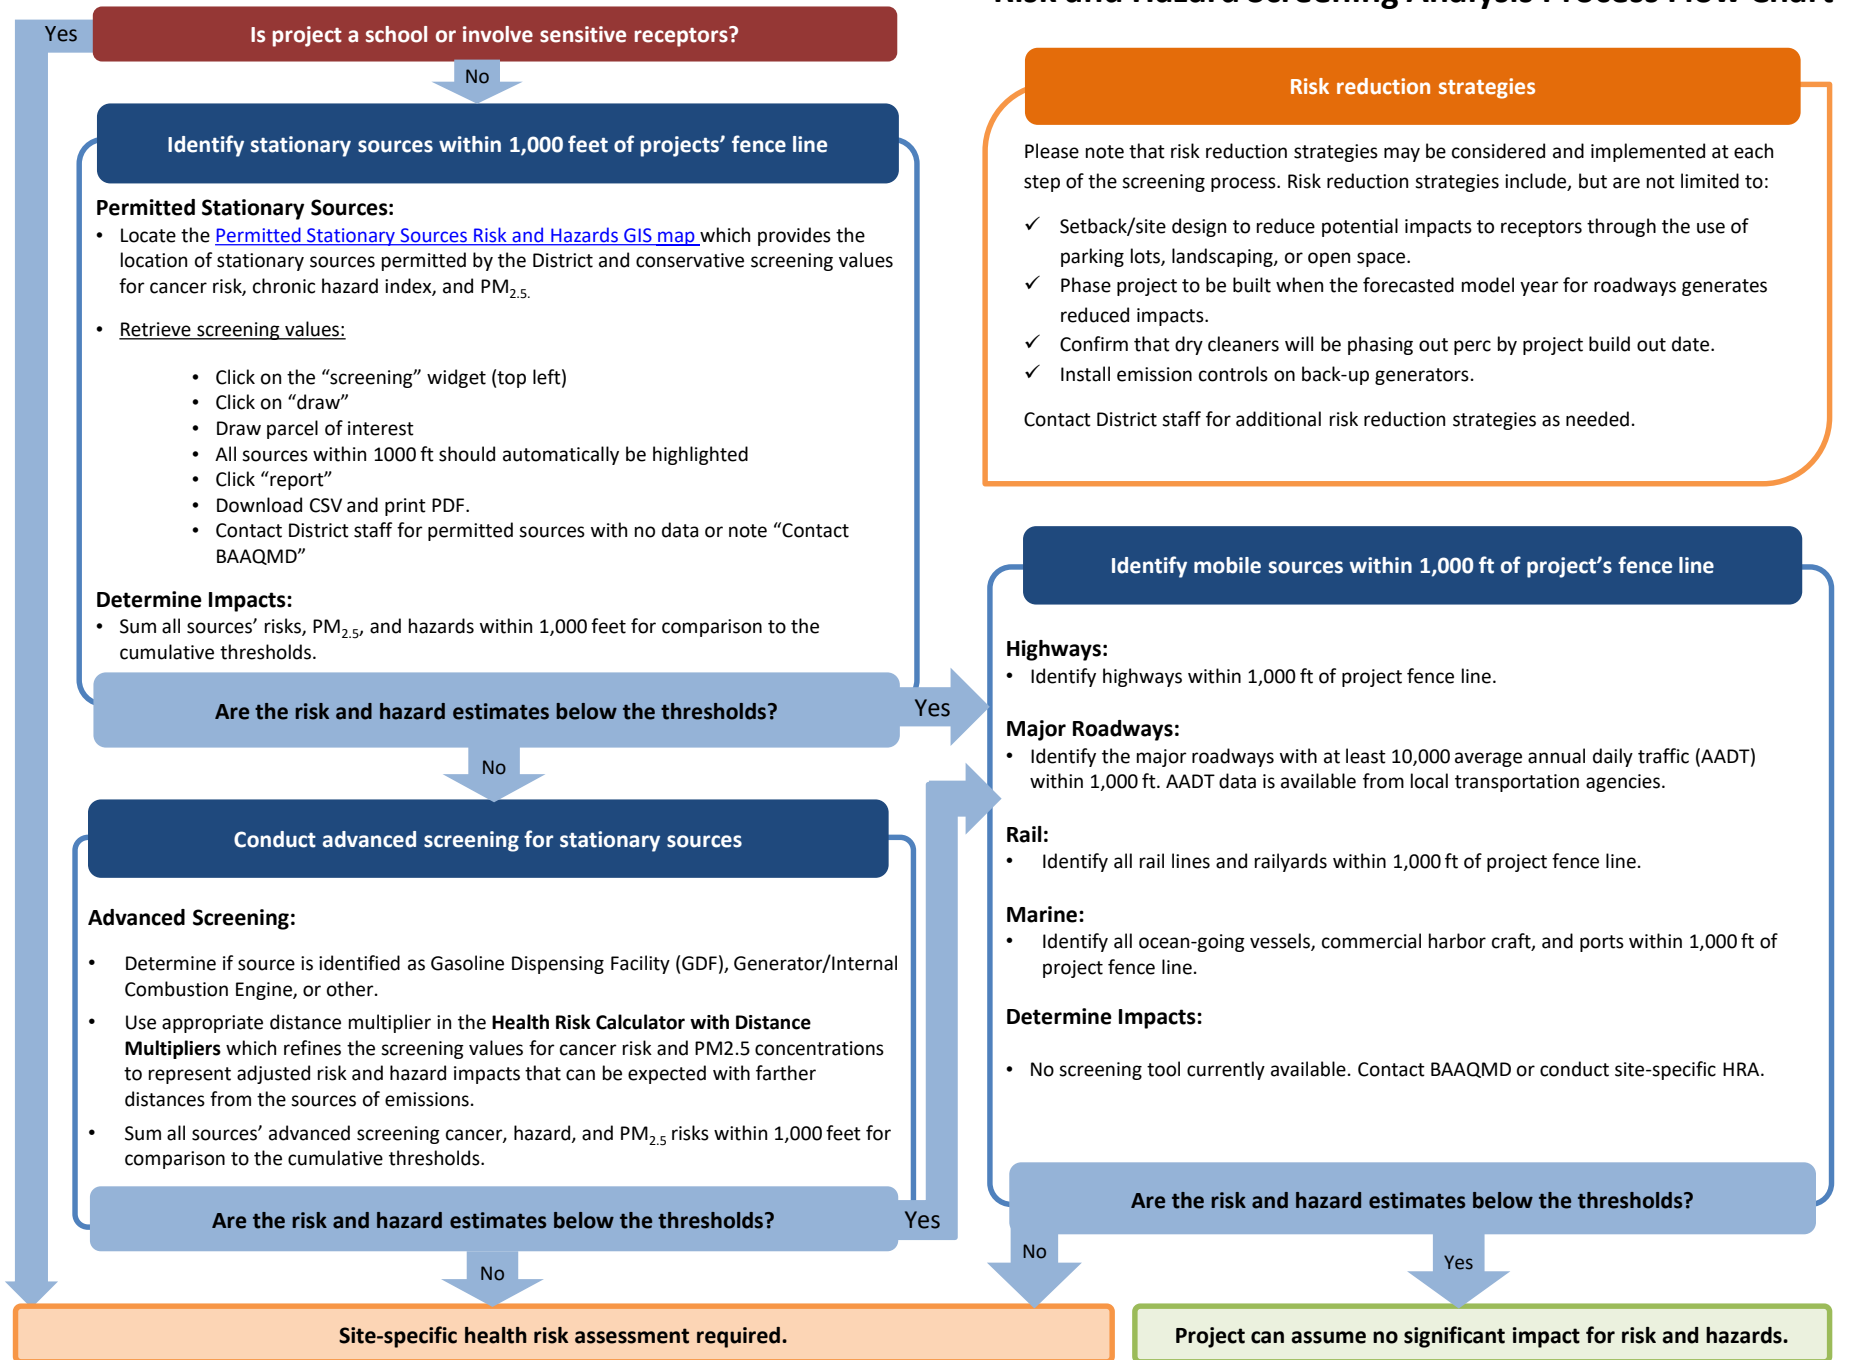 Risk and Hazard Screening Analysis Process Flow Chart
Yes
Is project a school or involve sensitive receptors?
No
Identify stationary sources within 1,000 feet of projects’ fence line
Permitted Stationary Sources:
• Locate the Permitted Stationary Sources Risk and Hazards GIS map which provides the
location of stationary sources permitted by the District and conservative screening values
for cancer risk, chronic hazard index, and PM2.5.
• Retrieve screening values:
• Click on the “screening” widget (top left)
• Click on “draw”
• Draw parcel of interest
• All sources within 1000 ft should automatically be highlighted
• Click “report”
• Download CSV and print PDF.
• Contact District staff for permitted sources with no data or note “Contact
BAAQMD”
Determine Impacts:
• Sum all sources’ risks, PM2.5, and hazards within 1,000 feet for comparison to the
cumulative thresholds.
Are the risk and hazard estimates below the thresholds?
Yes
No
Conduct advanced screening for stationary sources
Advanced Screening:
• Determine if source is identified as Gasoline Dispensing Facility (GDF), Generator/Internal
Combustion Engine, or other.
• Use appropriate distance multiplier in the Health Risk Calculator with Distance
Multipliers which refines the screening values for cancer risk and PM2.5 concentrations
to represent adjusted risk and hazard impacts that can be expected with farther
distances from the sources of emissions.
• Sum all sources’ advanced screening cancer, hazard, and PM2.5 risks within 1,000 feet for
comparison to the cumulative thresholds.
Are the risk and hazard estimates below the thresholds?
Yes
No
Risk reduction strategies
Please note that risk reduction strategies may be considered and implemented at each
step of the screening process. Risk reduction strategies include, but are not limited to:
✓ Setback/site design to reduce potential impacts to receptors through the use of
parking lots, landscaping, or open space.
✓ Phase project to be built when the forecasted model year for roadways generates
reduced impacts.
✓ Confirm that dry cleaners will be phasing out perc by project build out date.
✓ Install emission controls on back-up generators.
Contact District staff for additional risk reduction strategies as needed.
Identify mobile sources within 1,000 ft of project’s fence line
Highways:
• Identify highways within 1,000 ft of project fence line.
Major Roadways:
• Identify the major roadways with at least 10,000 average annual daily traffic (AADT)
within 1,000 ft. AADT data is available from local transportation agencies.
Rail:
• Identify all rail lines and railyards within 1,000 ft of project fence line.
Marine:
• Identify all ocean-going vessels, commercial harbor craft, and ports within 1,000 ft of
project fence line.
Determine Impacts:
• No screening tool currently available. Contact BAAQMD or conduct site-specific HRA.
Are the risk and hazard estimates below the thresholds?
No
Yes
Site-specific health risk assessment required.
Project can assume no significant impact for risk and hazards.